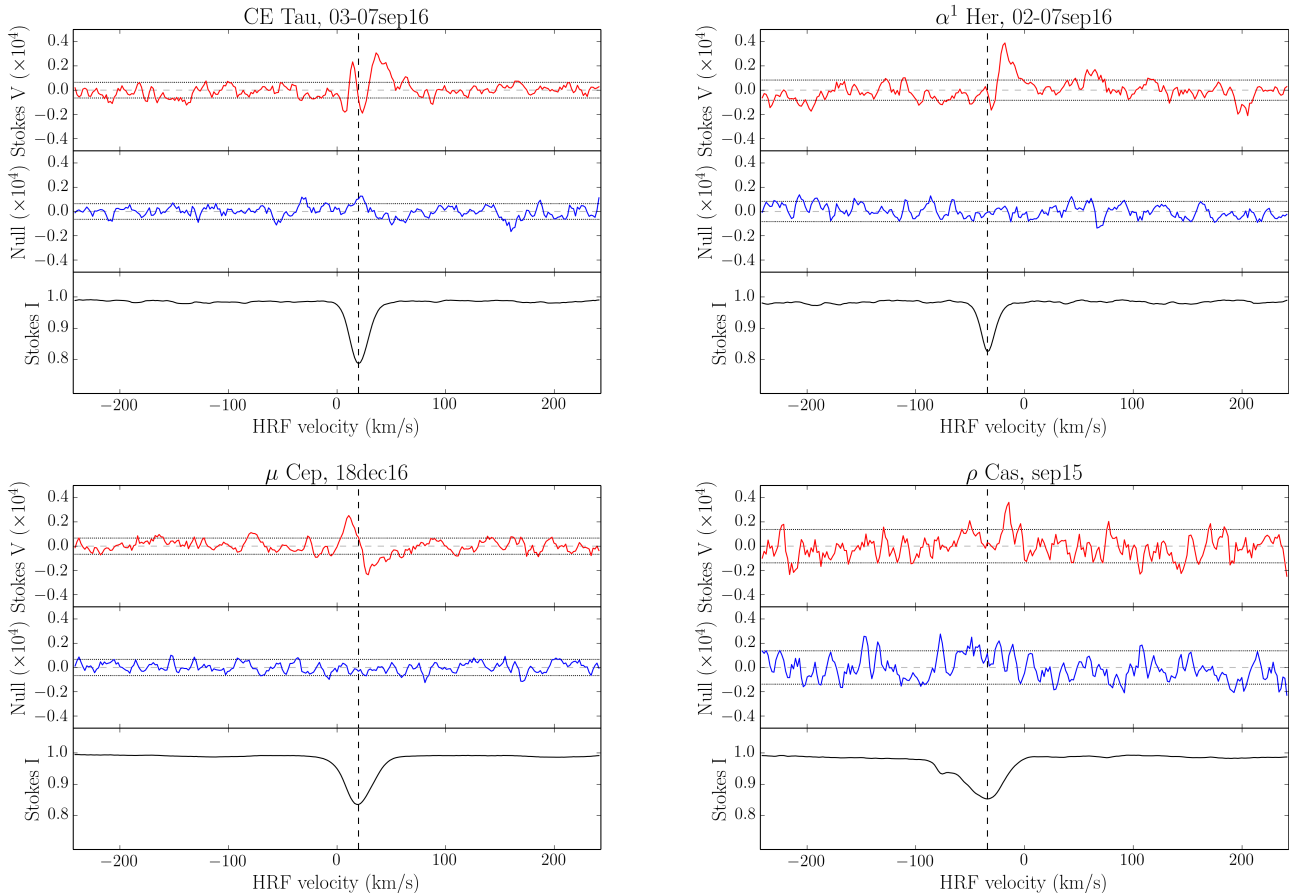 CE Tau, 03-07sep16
Stokes V (×10⁴)
0.4
0.2
0.0
−0.2
−0.4
Null (×10⁴)
0.4
0.2
0.0
−0.2
−0.4
Stokes I
1.0
0.9
0.8
−200 −100 0 100 200
HRF velocity (km/s)
α¹ Her, 02-07sep16
Stokes V (×10⁴)
0.4
0.2
0.0
−0.2
−0.4
Null (×10⁴)
0.4
0.2
0.0
−0.2
−0.4
Stokes I
1.0
0.9
0.8
−200 −100 0 100 200
HRF velocity (km/s)
μ Cep, 18dec16
Stokes V (×10⁴)
0.4
0.2
0.0
−0.2
−0.4
Null (×10⁴)
0.4
0.2
0.0
−0.2
−0.4
Stokes I
1.0
0.9
0.8
−200 −100 0 100 200
HRF velocity (km/s)
ρ Cas, sep15
Stokes V (×10⁴)
0.4
0.2
0.0
−0.2
−0.4
Null (×10⁴)
0.4
0.2
0.0
−0.2
−0.4
Stokes I
1.0
0.9
0.8
−200 −100 0 100 200
HRF velocity (km/s)